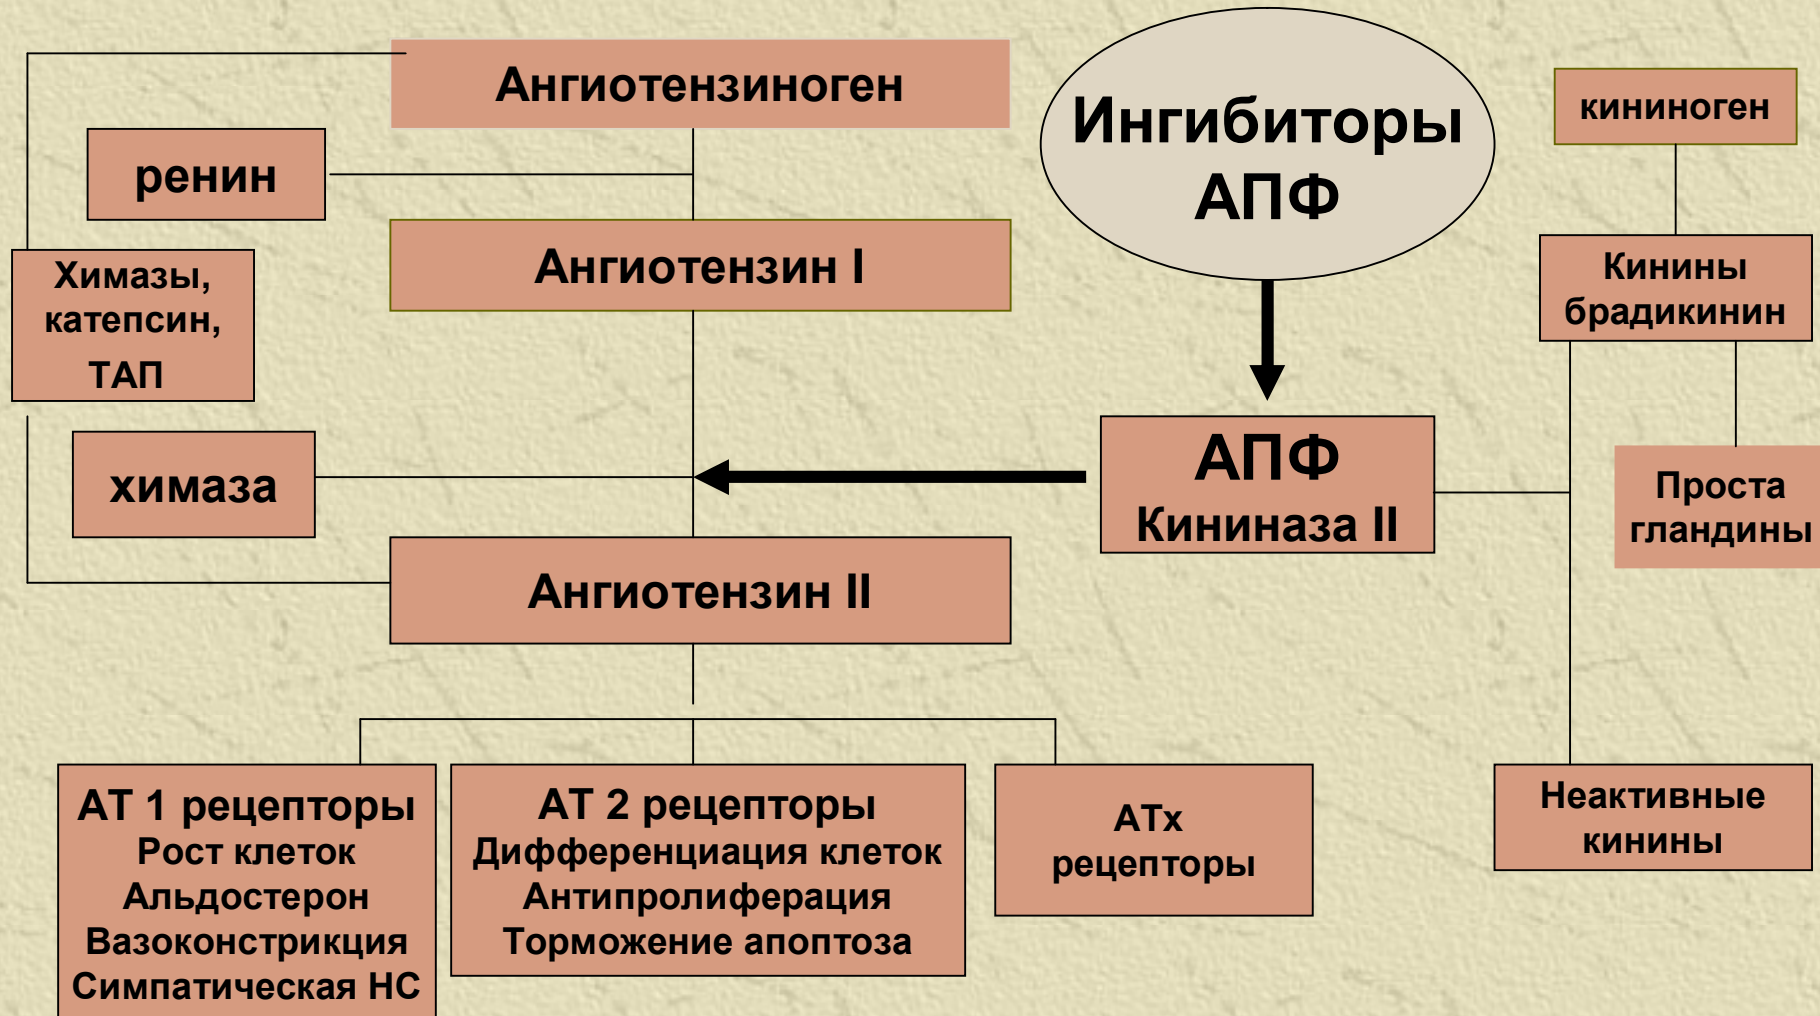 Ангиотензиноген
Ингибиторы
АПФ
кининоген
ренин
Ангиотензин I
Химазы,
катепсин,
ТАП
Кинины
брадикинин
химаза
АПФ
Кининаза II
Проста
гландины
Ангиотензин II
АТ 1 рецепторы
Рост клеток
Альдостерон
Вазоконстрикция
Симпатическая НС
АТ 2 рецепторы
Дифференциация клеток
Антипролиферация
Торможение апоптоза
АТх
рецепторы
Неактивные
кинины